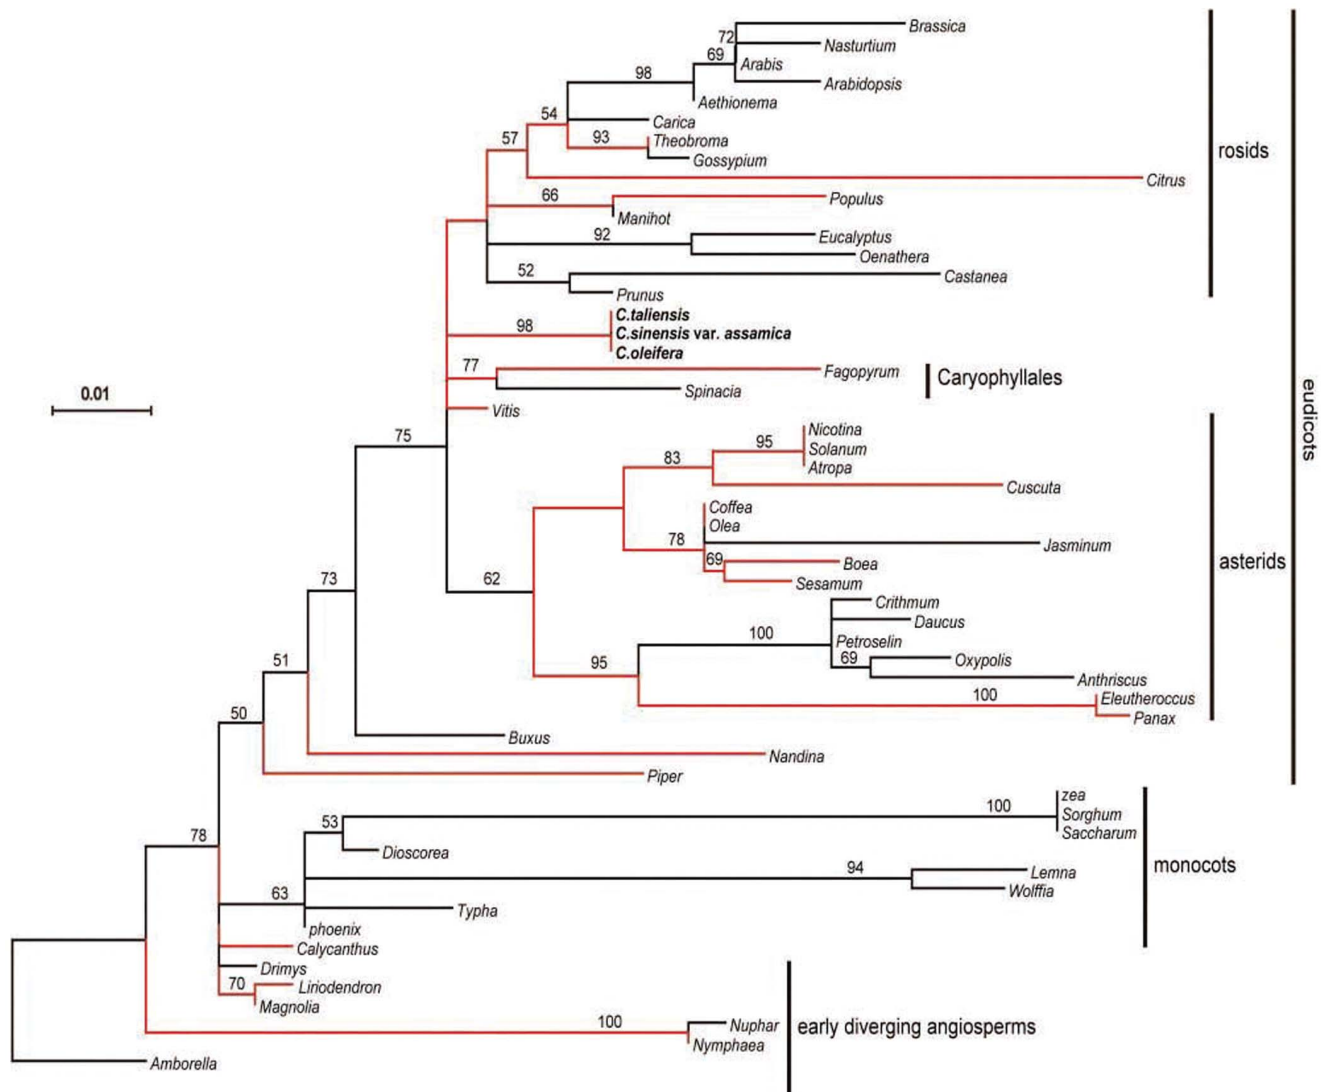 Brassica
72
Nasturtium
69
Arabis
98
Arabidopsis
Aethionema
54
Carica
57
93
Theobroma
Gossypium
rosids
Citrus
66
Populus
Manihot
92
Eucalyptus
Oenathera
52
Castanea
Prunus
C.taliensis
98
C.sinensis var. assamica
C.oleifera
77
Fagopyrum
Caryophyllales
Spinacia
0.01
Vitis
eudicots
75
Nicotina
95
Solanum
83
Atropa
Cuscuta
Coffea
Olea
78
Jasminum
69
Boea
asterids
73
62
Sesamum
Crithmum
Daucus
100
Petroselin
69
Oxypolis
51
95
Anthriscus
100
Eleutheroccus
50
Panax
Buxus
Nandina
Piper
zea
100
Sorghum
53
Saccharum
78
Dioscorea
94
Lemna
monocots
63
Wolffia
Typha
phoenix
Calycanthus
Drimys
70
Liriodendron
Magnolia
100
Nuphar
early diverging angiosperms
Nymphaea
Amborella